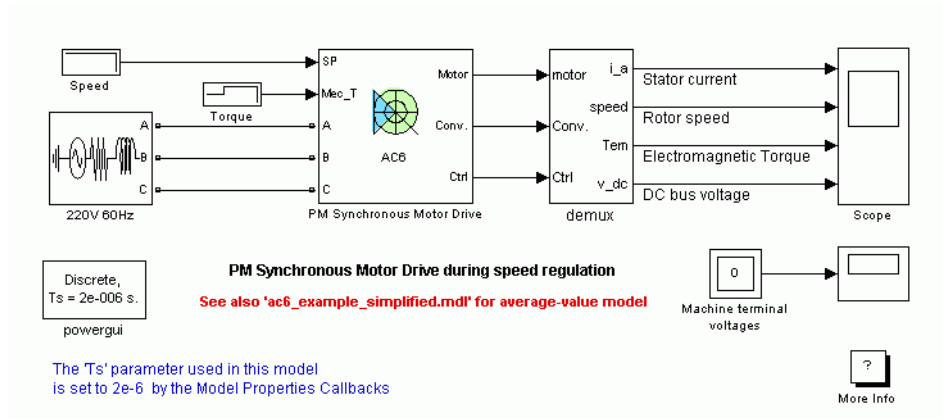 Speed
SP
Mec_T
A
B
C
Motor
Conv.
Ctrl
AC6
PM Synchronous Motor Drive
Torque
A
B
C
220V 60Hz
motor
Conv.
Ctrl
i_a
speed
Tem
v_dc
demux
Stator current
Rotor speed
Electromagnetic Torque
DC bus voltage
Scope
Discrete,
Ts = 2e-006 s.
powergui
PM Synchronous Motor Drive during speed regulation
See also 'ac6_example_simplified.mdl' for average-value model
0
Machine terminal
voltages
The 'Ts' parameter used in this model
is set to 2e-6 by the Model Properties Callbacks
?
More Info